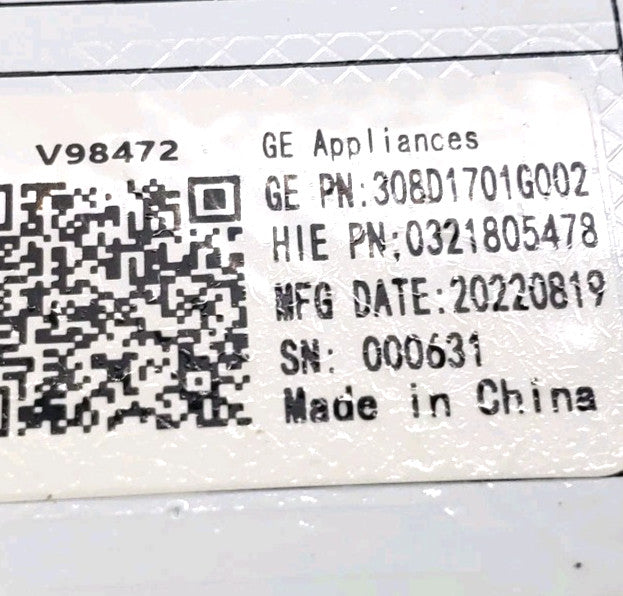 V98472
GE Appliances
GE PN:308D1701G002
HIE PN:0321805478
MFG DATE:20220819
SN: 000631
Made in China